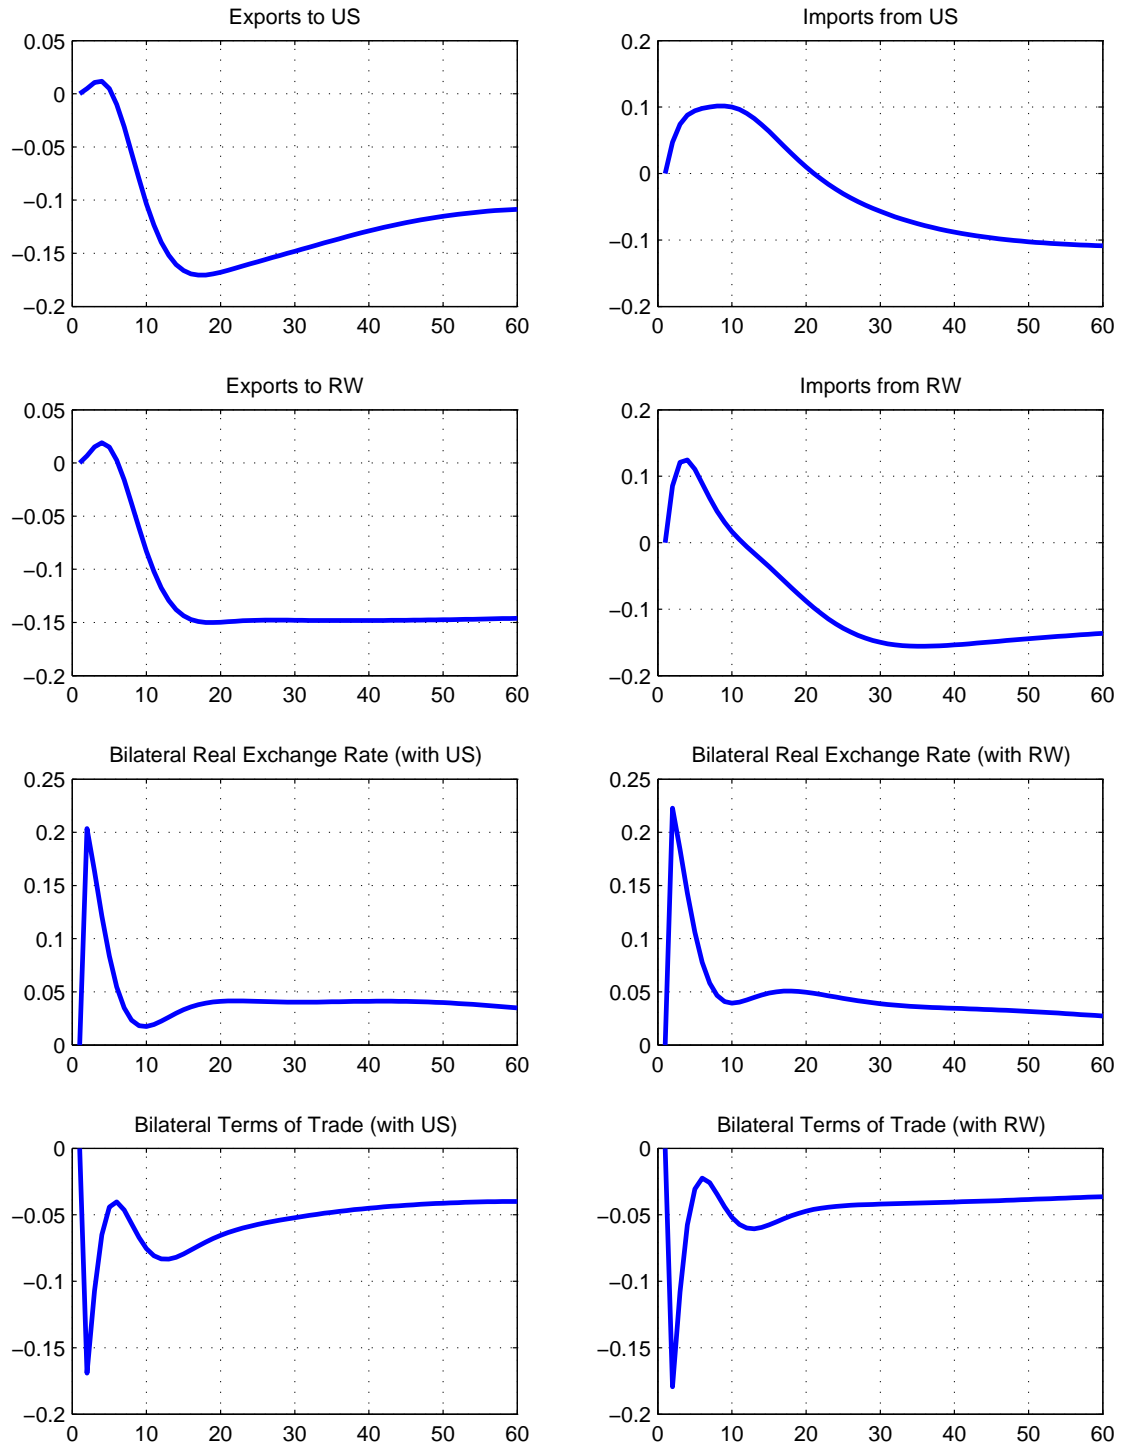 Exports to US
0.05
0
−0.05
−0.1
−0.15
−0.2
0 10 20 30 40 50 60
Imports from US
0.2
0.1
0
−0.1
−0.2
0 10 20 30 40 50 60
Exports to RW
0.05
0
−0.05
−0.1
−0.15
−0.2
0 10 20 30 40 50 60
Imports from RW
0.2
0.1
0
−0.1
−0.2
0 10 20 30 40 50 60
Bilateral Real Exchange Rate (with US)
0.25
0.2
0.15
0.1
0.05
0
0 10 20 30 40 50 60
Bilateral Real Exchange Rate (with RW)
0.25
0.2
0.15
0.1
0.05
0
0 10 20 30 40 50 60
Bilateral Terms of Trade (with US)
0
−0.05
−0.1
−0.15
−0.2
0 10 20 30 40 50 60
Bilateral Terms of Trade (with RW)
0
−0.05
−0.1
−0.15
−0.2
0 10 20 30 40 50 60